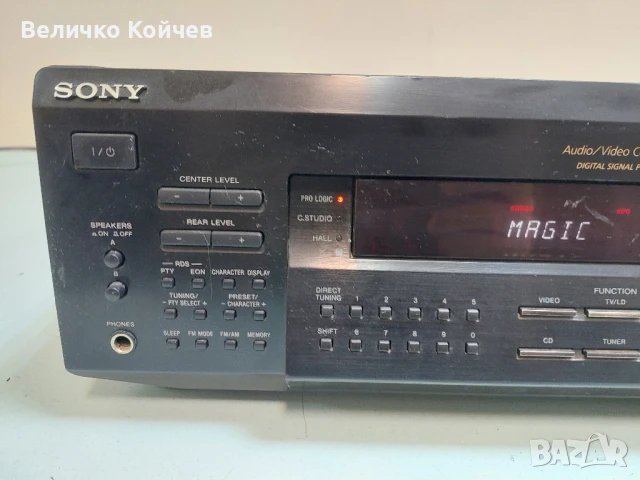 Величко Койчев
SONY
Audio/Video
DIGITAL SIGNAL
I/⏻
CENTER LEVEL
− +
REAR LEVEL
− +
SPEAKERS
ON OFF
A
B
PHONES
RDS
PTY EON CHARACTER DISPLAY
TUNING/ PRESET/
− PTY SELECT + − CHARACTER +
SLEEP FM MODE FM/AM MEMORY
PRO LOGIC
C.STUDIO
HALL
MAGIC
DIRECT
TUNING
1 2 3 4 5
SHIFT 6 7 8 9 0
FUNCTION
VIDEO TV/LD
CD TUNER
BAZAR